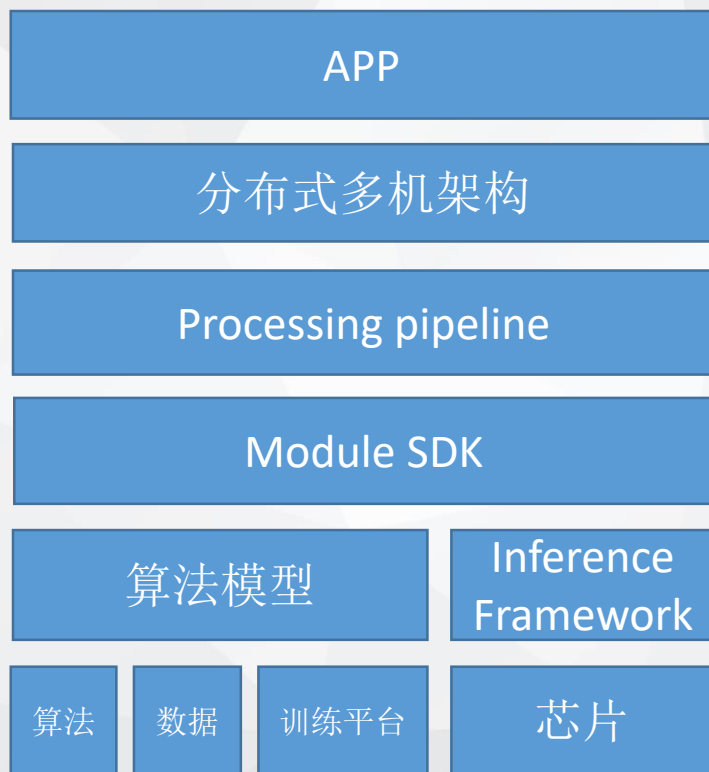 APP
分布式多机架构
Processing pipeline
Module SDK
算法模型
Inference
Framework
算法
数据
训练平台
芯片